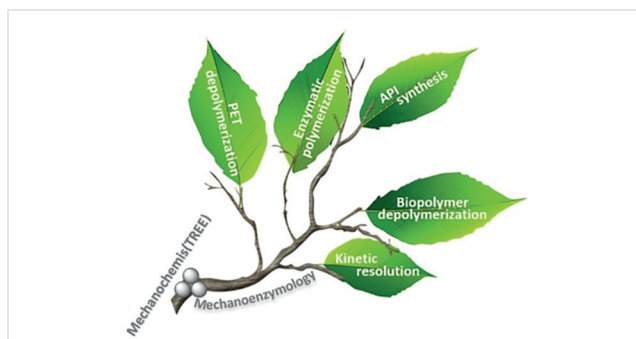 PET
depolymerization
Enzymatic
polymerization
API
synthesis
Biopolymer
depolymerization
Kinetic
resolution
Mechanochemis(TREE)
Mechanoenzymology